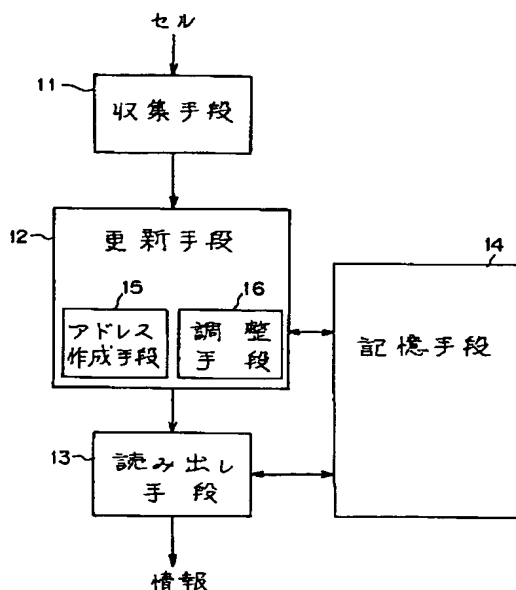 セル
11
収集手段
12
更新手段
14
15
16
アドレス
作成手段
調整
手段
記憶手段
13
読み出し
手段
情報